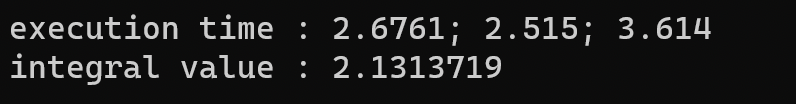 execution time : 2.6761; 2.515; 3.614
integral value : 2.1313719